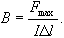 B = F_max / IΔl.